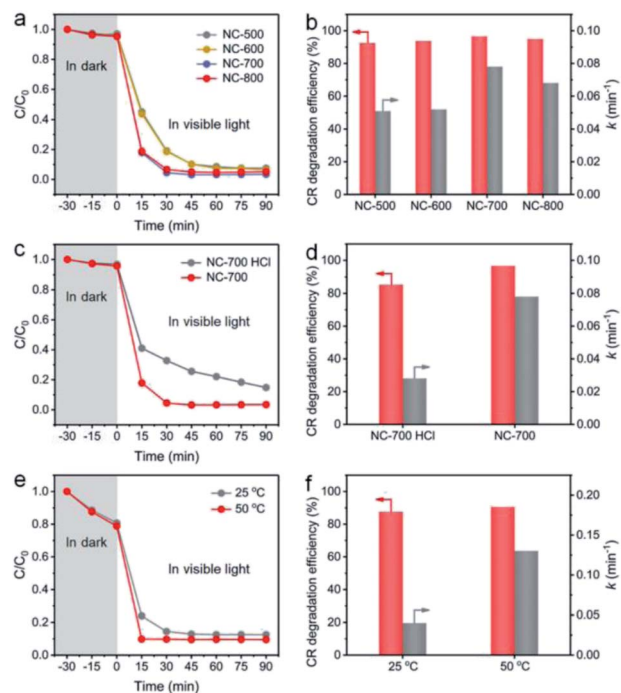 a
C/C₀
1.0
0.8
0.6
0.4
0.2
0.0
In dark
In visible light
NC-500
NC-600
NC-700
NC-800
-30 -15 0 15 30 45 60 75 90
Time (min)
b
CR degradation efficiency (%)
100
80
60
40
20
0
0.10
0.08
0.06
0.04
0.02
0.00
k (min⁻¹)
NC-500 NC-600 NC-700 NC-800
c
C/C₀
1.0
0.8
0.6
0.4
0.2
0.0
In dark
In visible light
NC-700 HCl
NC-700
-30 -15 0 15 30 45 60 75 90
Time (min)
d
CR degradation efficiency (%)
100
80
60
40
20
0
0.10
0.08
0.06
0.04
0.02
0.00
k (min⁻¹)
NC-700 HCl NC-700
e
C/C₀
1.0
0.8
0.6
0.4
0.2
0.0
In dark
In visible light
25 °C
50 °C
-30 -15 0 15 30 45 60 75 90
Time (min)
f
CR degradation efficiency (%)
100
80
60
40
20
0
0.20
0.15
0.10
0.05
0.00
k (min⁻¹)
25 °C 50 °C